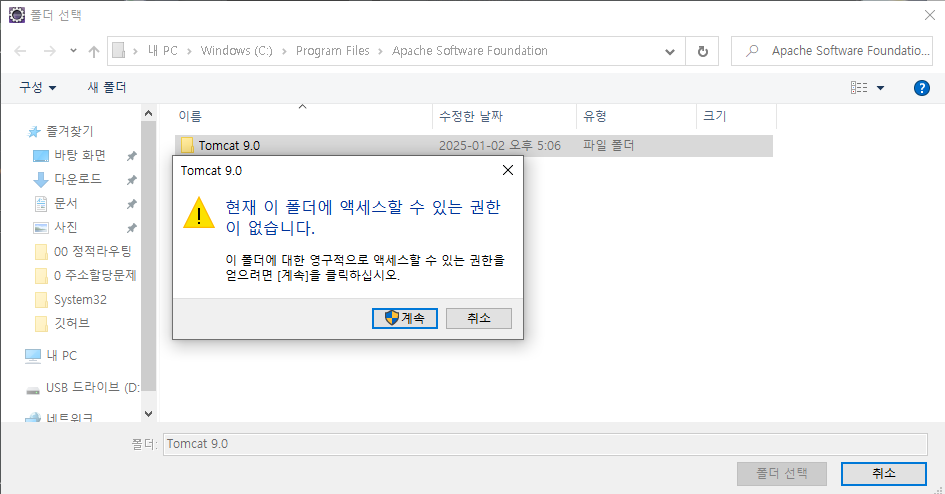 폴더 선택
내 PC > Windows (C:) > Program Files > Apache Software Foundation
Apache Software Foundatio...
구성 새 폴더
이름 수정한 날짜 유형 크기
Tomcat 9.0 2025-01-02 오후 5:06 파일 폴더
즐겨찾기
바탕 화면
다운로드
문서
사진
00 정적라우팅
0 주소할당문제
System32
깃허브
내 PC
USB 드라이브 (D:
네트워크
Tomcat 9.0
현재 이 폴더에 액세스할 수 있는 권한
이 없습니다.
이 폴더에 대한 영구적으로 액세스할 수 있는 권한을
얻으려면 [계속]을 클릭하십시오.
계속 취소
폴더: Tomcat 9.0
폴더 선택 취소